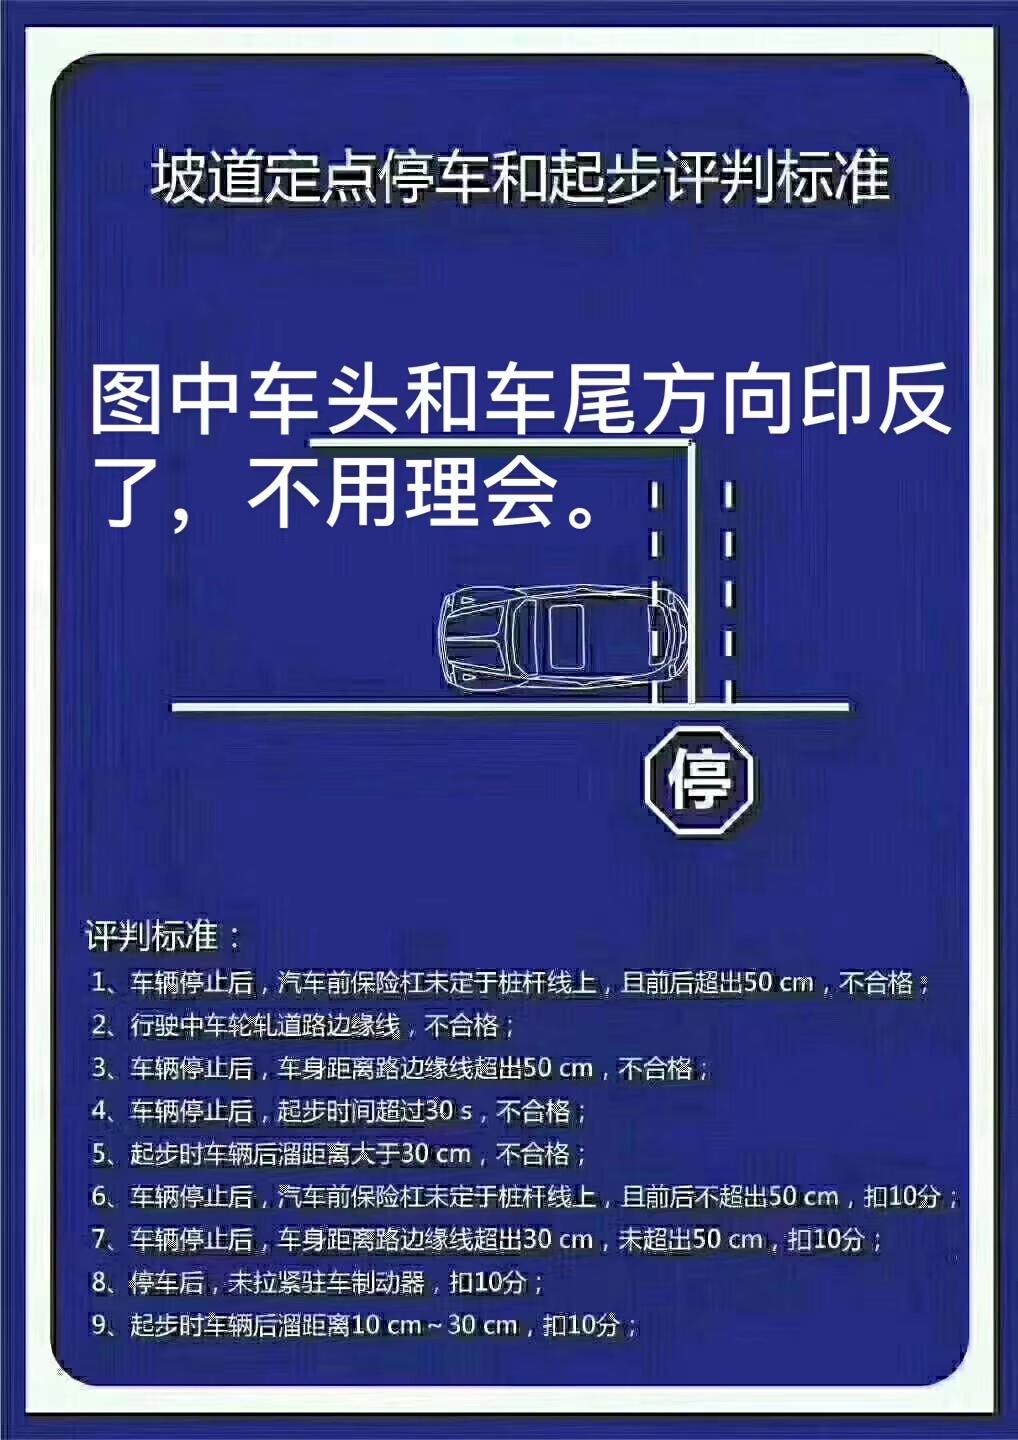 坡道定点停车和起步评判标准
图中车头和车尾方向印反
了，不用理会。
停
评判标准：
1、车辆停止后，汽车前保险杠未定于桩杆线上，且前后超出50 cm，不合格；
2、行驶中车轮轧道路边缘线，不合格；
3、车辆停止后，车身距离路边缘线超出50 cm，不合格；
4、车辆停止后，起步时间超过30 s，不合格；
5、起步时车辆后溜距离大于30 cm，不合格；
6、车辆停止后，汽车前保险杠未定于桩杆线上，且前后不超出50 cm，扣10分；
7、车辆停止后，车身距离路边缘线超出30 cm，未超出50 cm，扣10分；
8、停车后，未拉紧驻车制动器，扣10分；
9、起步时车辆后溜距离10 cm～30 cm，扣10分；